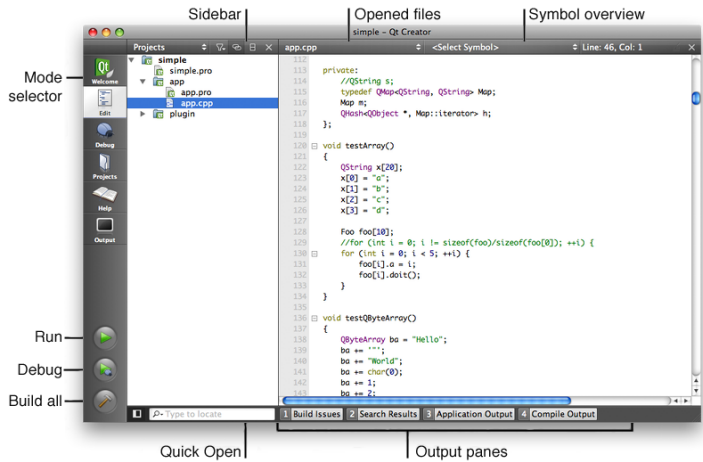 Sidebar
Opened files
Symbol overview
simple - Qt Creator
Projects
app.cpp
<Select Symbol>
Line: 46, Col: 1
Mode
selector
Qt
Welcome
Edit
Debug
Projects
Help
Output
simple
simple.pro
app
app.pro
app.cpp
plugin
112
113 private:
114 //QString s;
115 typedef QMap<QString, QString> Map;
116 Map m;
117 QHash<QObject *, Map::iterator> h;
118 };
119
120 void testArray()
121 {
122 QString x[20];
123 x[0] = "a";
124 x[1] = "b";
125 x[2] = "c";
126 x[3] = "d";
127
128 Foo foo[10];
129 //for (int i = 0; i != sizeof(foo)/sizeof(foo[0]); ++i) {
130 for (int i = 0; i < 5; ++i) {
131 foo[i].a = i;
132 foo[i].doit();
133 }
134 }
135
136 void testQByteArray()
137 {
138 QByteArray ba = "Hello";
139 ba += '"';
140 ba += "World";
141 ba += char(0);
142 ba += 1;
143 ba += 2;
Run
Debug
Build all
Type to locate
1 Build Issues
2 Search Results
3 Application Output
4 Compile Output
Quick Open
Output panes